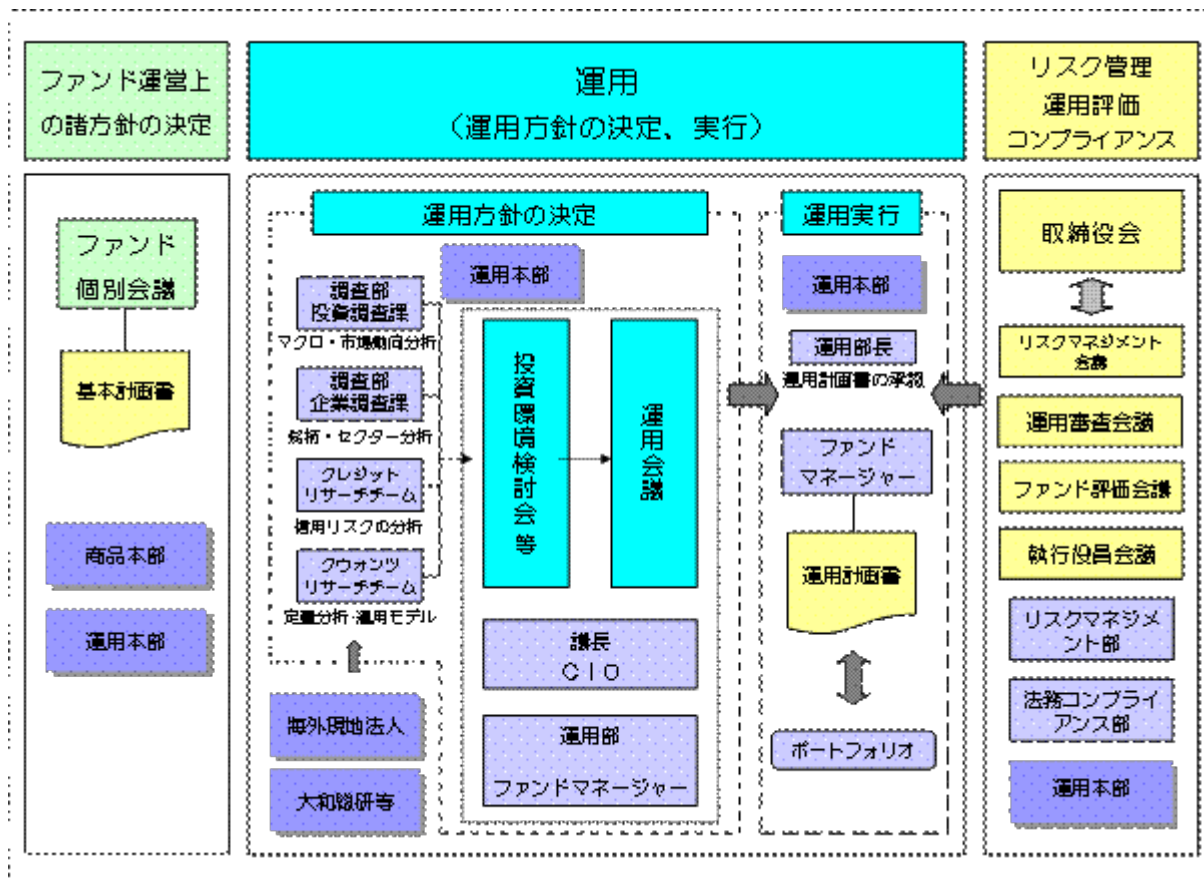 ファンド運営上
の諸方針の決定
運用
(運用方針の決定、実行)
リスク管理
運用評価
コンプライアンス
ファンド
個別会議
基本計画書
商品本部
運用本部
運用方針の決定
運用本部
調査部
投資調査課
マクロ・市場動向分析
調査部
企業調査課
銘柄・セクター分析
クレジット
リサーチチーム
信用リスクの分析
クウォンツ
リサーチチーム
定量分析・運用モデル
海外現地法人
大和総研等
投資環境検討会等
運用会議
議長
CIO
運用部
ファンドマネージャー
運用実行
運用本部
運用部長
運用計画書の承認
ファンド
マネージャー
運用計画書
ポートフォリオ
取締役会
リスクマネジメント
会議
運用審査会議
ファンド評価会議
執行役員会議
リスクマネジメ
ント部
法務コンプライ
アンス部
運用本部